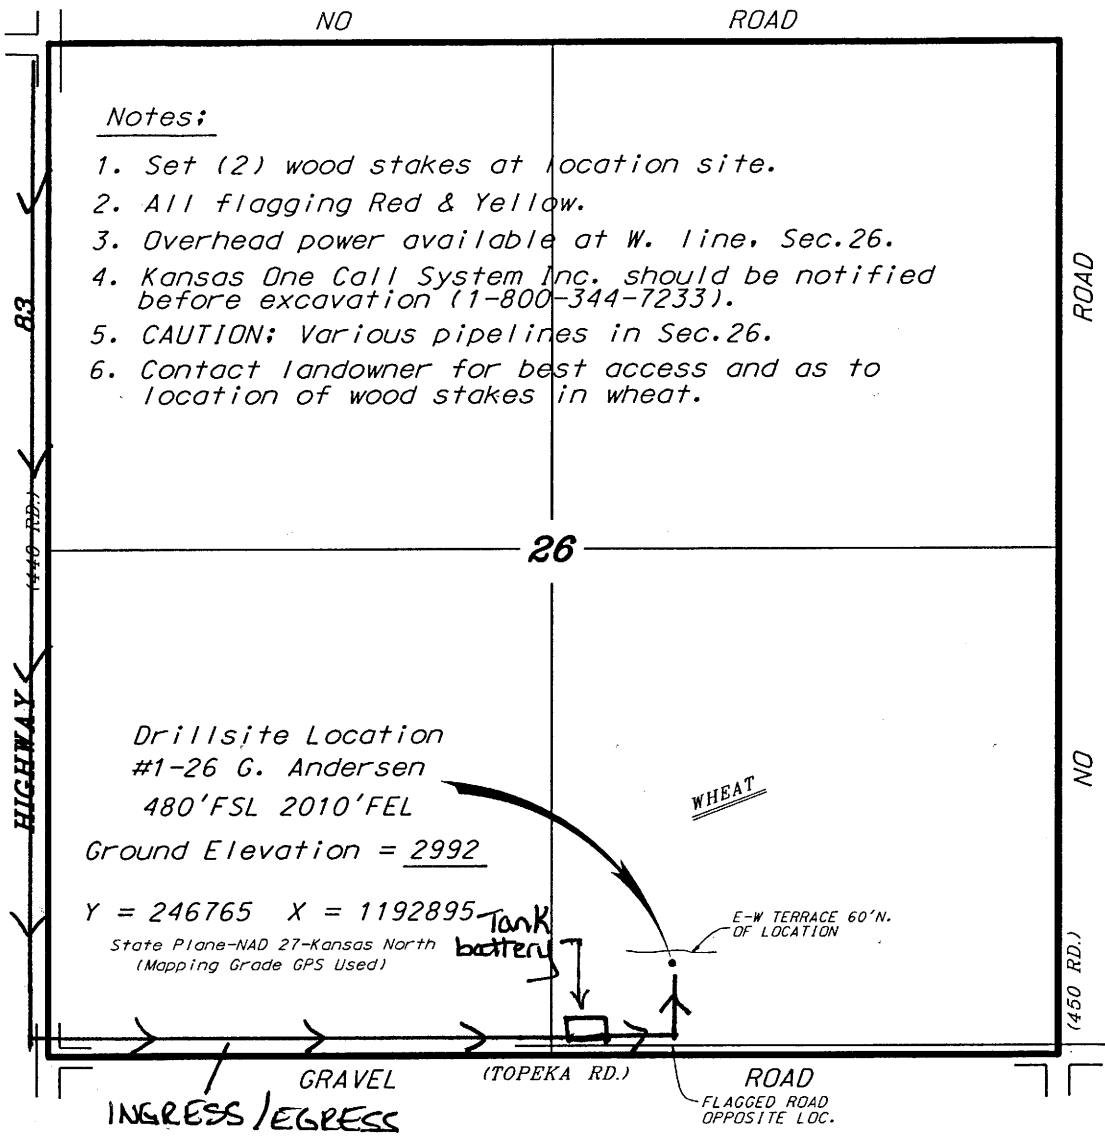 NO ROAD
Notes:
1. Set (2) wood stakes at location site.
2. All flagging Red & Yellow.
3. Overhead power available at W. line, Sec.26.
4. Kansas One Call System Inc. should be notified
before excavation (1-800-344-7233).
5. CAUTION: Various pipelines in Sec.26.
6. Contact landowner for best access and as to
location of wood stakes in wheat.
ROAD
83
(440 RD.)
26
HIGHWAY
Drillsite Location
#1-26 G. Andersen
480'FSL 2010'FEL
Ground Elevation = 2992
Y = 246765 X = 1192895
State Plane-NAD 27-Kansas North
(Mapping Grade GPS Used)
WHEAT
NO
Tank
battery
E-W TERRACE 60'N.
OF LOCATION
(450 RD.)
GRAVEL (TOPEKA RD.) ROAD
INGRESS/EGRESS
FLAGGED ROAD
OPPOSITE LOC.